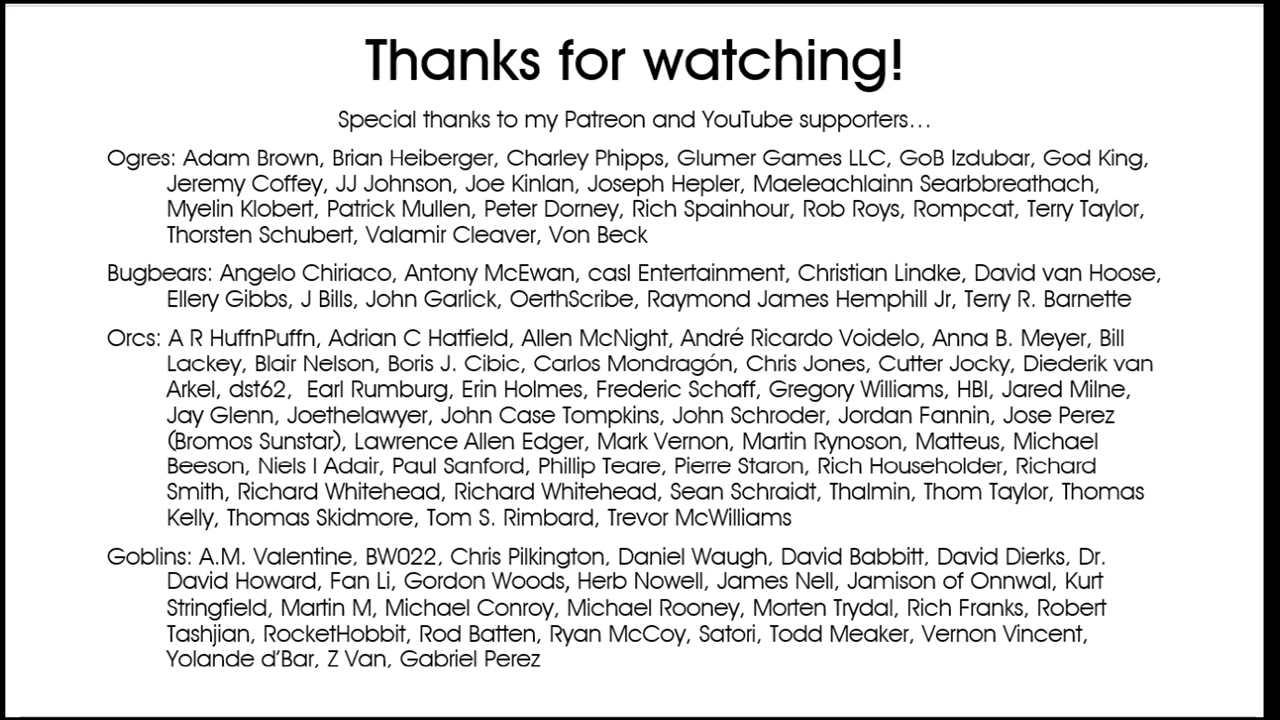 Thanks for watching!
Special thanks to my Patreon and YouTube supporters…
Ogres: Adam Brown, Brian Heiberger, Charley Phipps, Glumer Games LLC, GoB Izdubar, God King,
Jeremy Coffey, JJ Johnson, Joe Kinlan, Joseph Hepler, Maeleachlainn Searbbreathach,
Myelin Klobert, Patrick Mullen, Peter Dorney, Rich Spainhour, Rob Roys, Rompcat, Terry Taylor,
Thorsten Schubert, Valamir Cleaver, Von Beck
Bugbears: Angelo Chiriaco, Antony McEwan, casl Entertainment, Christian Lindke, David van Hoose,
Ellery Gibbs, J Bills, John Garlick, OerthScribe, Raymond James Hemphill Jr, Terry R. Barnette
Orcs: A R HuffnPuffn, Adrian C Hatfield, Allen McNight, André Ricardo Voidelo, Anna B. Meyer, Bill
Lackey, Blair Nelson, Boris J. Cibic, Carlos Mondragón, Chris Jones, Cutter Jocky, Diederik van
Arkel, dst62,  Earl Rumburg, Erin Holmes, Frederic Schaff, Gregory Williams, HBI, Jared Milne,
Jay Glenn, Joethelawyer, John Case Tompkins, John Schroder, Jordan Fannin, Jose Perez
(Bromos Sunstar), Lawrence Allen Edger, Mark Vernon, Martin Rynoson, Matteus, Michael
Beeson, Niels I Adair, Paul Sanford, Phillip Teare, Pierre Staron, Rich Householder, Richard
Smith, Richard Whitehead, Richard Whitehead, Sean Schraidt, Thalmin, Thom Taylor, Thomas
Kelly, Thomas Skidmore, Tom S. Rimbard, Trevor McWilliams
Goblins: A.M. Valentine, BW022, Chris Pilkington, Daniel Waugh, David Babbitt, David Dierks, Dr.
David Howard, Fan Li, Gordon Woods, Herb Nowell, James Nell, Jamison of Onnwal, Kurt
Stringfield, Martin M, Michael Conroy, Michael Rooney, Morten Trydal, Rich Franks, Robert
Tashjian, RocketHobbit, Rod Batten, Ryan McCoy, Satori, Todd Meaker, Vernon Vincent,
Yolande d’Bar, Z Van, Gabriel Perez